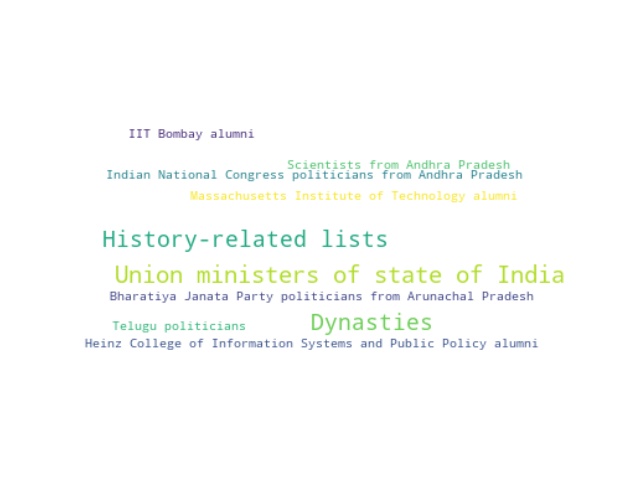 IIT Bombay alumni
Scientists from Andhra Pradesh
Indian National Congress politicians from Andhra Pradesh
Massachusetts Institute of Technology alumni
History-related lists
Union ministers of state of India
Bharatiya Janata Party politicians from Arunachal Pradesh
Telugu politicians Dynasties
Heinz College of Information Systems and Public Policy alumni